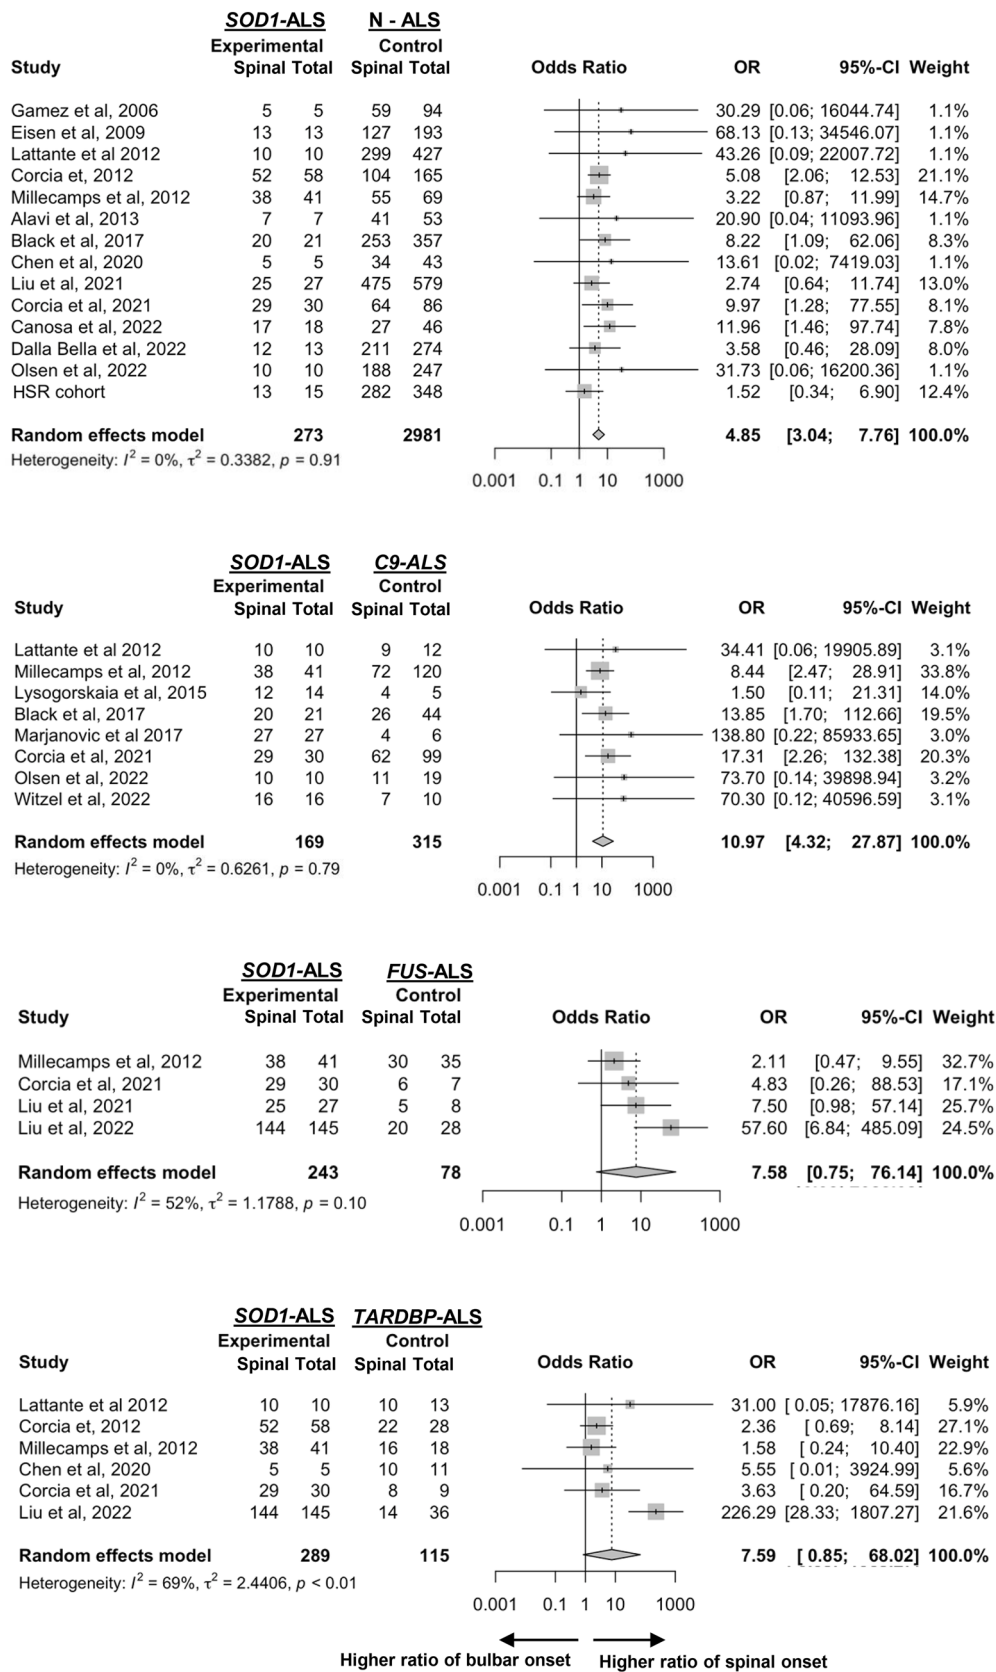 SOD1-ALS N - ALS
Experimental Control
Study Spinal Total Spinal Total Odds Ratio OR 95%-CI Weight
Gamez et al, 2006 5 5 59 94 30.29 [0.06; 16044.74] 1.1%
Eisen et al, 2009 13 13 127 193 68.13 [0.13; 34546.07] 1.1%
Lattante et al 2012 10 10 299 427 43.26 [0.09; 22007.72] 1.1%
Corcia et, 2012 52 58 104 165 5.08 [2.06; 12.53] 21.1%
Millecamps et al, 2012 38 41 55 69 3.22 [0.87; 11.99] 14.7%
Alavi et al, 2013 7 7 41 53 20.90 [0.04; 11093.96] 1.1%
Black et al, 2017 20 21 253 357 8.22 [1.09; 62.06] 8.3%
Chen et al, 2020 5 5 34 43 13.61 [0.02; 7419.03] 1.1%
Liu et al, 2021 25 27 475 579 2.74 [0.64; 11.74] 13.0%
Corcia et al, 2021 29 30 64 86 9.97 [1.28; 77.55] 8.1%
Canosa et al, 2022 17 18 27 46 11.96 [1.46; 97.74] 7.8%
Dalla Bella et al, 2022 12 13 211 274 3.58 [0.46; 28.09] 8.0%
Olsen et al, 2022 10 10 188 247 31.73 [0.06; 16200.36] 1.1%
HSR cohort 13 15 282 348 1.52 [0.34; 6.90] 12.4%
Random effects model 273 2981 4.85 [3.04; 7.76] 100.0%
Heterogeneity: I² = 0%, τ² = 0.3382, p = 0.91
0.001 0.1 1 10 1000
SOD1-ALS C9-ALS
Experimental Control
Study Spinal Total Spinal Total Odds Ratio OR 95%-CI Weight
Lattante et al 2012 10 10 9 12 34.41 [0.06; 19905.89] 3.1%
Millecamps et al, 2012 38 41 72 120 8.44 [2.47; 28.91] 33.8%
Lysogorskaia et al, 2015 12 14 4 5 1.50 [0.11; 21.31] 14.0%
Black et al, 2017 20 21 26 44 13.85 [1.70; 112.66] 19.5%
Marjanovic et al 2017 27 27 4 6 138.80 [0.22; 85933.65] 3.0%
Corcia et al, 2021 29 30 62 99 17.31 [2.26; 132.38] 20.3%
Olsen et al, 2022 10 10 11 19 73.70 [0.14; 39898.94] 3.2%
Witzel et al, 2022 16 16 7 10 70.30 [0.12; 40596.59] 3.1%
Random effects model 169 315 10.97 [4.32; 27.87] 100.0%
Heterogeneity: I² = 0%, τ² = 0.6261, p = 0.79
0.001 0.1 1 10 1000
SOD1-ALS FUS-ALS
Experimental Control
Study Spinal Total Spinal Total Odds Ratio OR 95%-CI Weight
Millecamps et al, 2012 38 41 30 35 2.11 [0.47; 9.55] 32.7%
Corcia et al, 2021 29 30 6 7 4.83 [0.26; 88.53] 17.1%
Liu et al, 2021 25 27 5 8 7.50 [0.98; 57.14] 25.7%
Liu et al, 2022 144 145 20 28 57.60 [6.84; 485.09] 24.5%
Random effects model 243 78 7.58 [0.75; 76.14] 100.0%
Heterogeneity: I² = 52%, τ² = 1.1788, p = 0.10
0.001 0.1 1 10 1000
SOD1-ALS TARDBP-ALS
Experimental Control
Study Spinal Total Spinal Total Odds Ratio OR 95%-CI Weight
Lattante et al 2012 10 10 10 13 31.00 [ 0.05; 17876.16] 5.9%
Corcia et, 2012 52 58 22 28 2.36 [ 0.69; 8.14] 27.1%
Millecamps et al, 2012 38 41 16 18 1.58 [ 0.24; 10.40] 22.9%
Chen et al, 2020 5 5 10 11 5.55 [ 0.01; 3924.99] 5.6%
Corcia et al, 2021 29 30 8 9 3.63 [ 0.20; 64.59] 16.7%
Liu et al, 2022 144 145 14 36 226.29 [28.33; 1807.27] 21.6%
Random effects model 289 115 7.59 [ 0.85; 68.02] 100.0%
Heterogeneity: I² = 69%, τ² = 2.4406, p < 0.01
0.001 0.1 1 10 1000
Higher ratio of bulbar onset Higher ratio of spinal onset